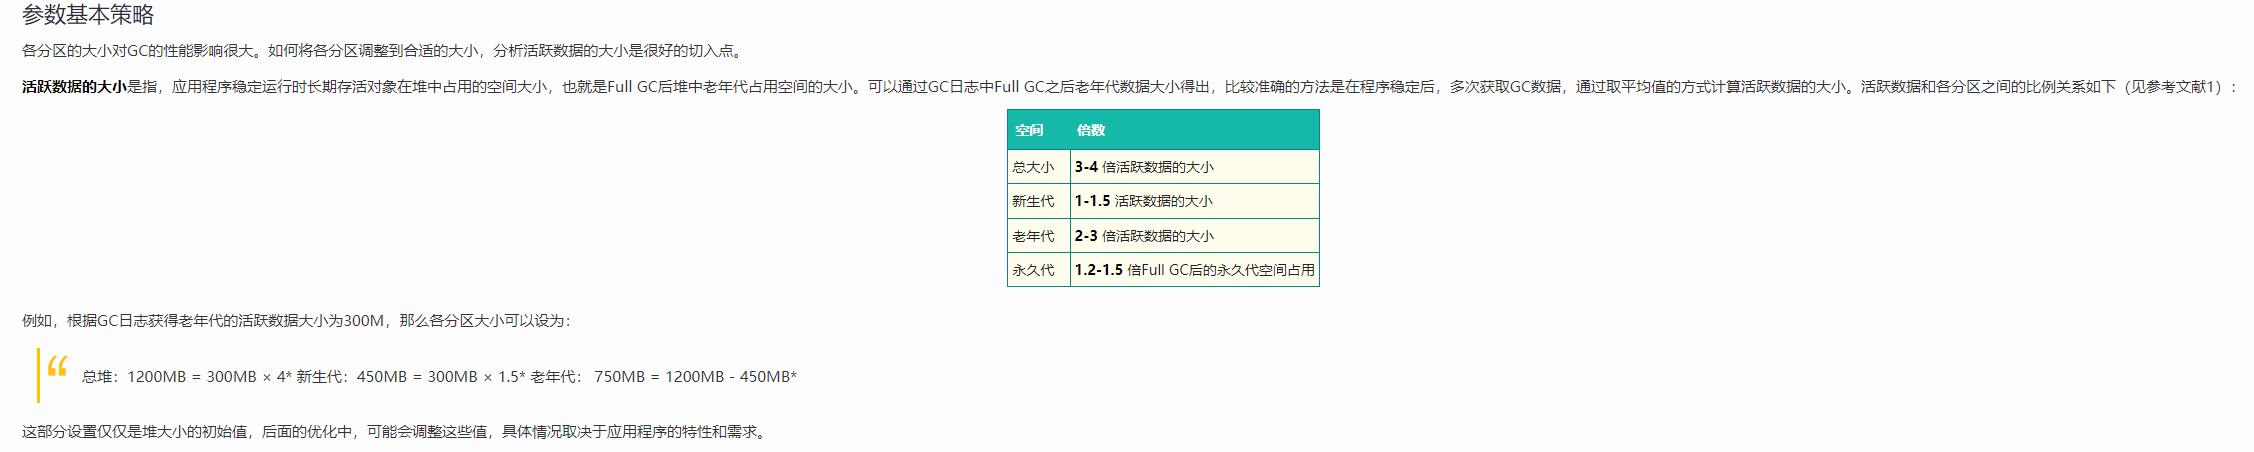 参数基本策略
各分区的大小对GC的性能影响很大。如何将各分区调整到合适的大小，分析活跃数据的大小是很好的切入点。
活跃数据的大小是指，应用程序稳定运行时长期存活对象在堆中占用的空间大小，也就是Full GC后堆中老年代占用空间的大小。可以通过GC日志中Full GC之后老年代数据大小得出，比较准确的方法是在程序稳定后，多次获取GC数据，通过取平均值的方式计算活跃数据的大小。活跃数据和各分区之间的比例关系如下（见参考文献1）：
空间 倍数
总大小 3-4 倍活跃数据的大小
新生代 1-1.5 活跃数据的大小
老年代 2-3 倍活跃数据的大小
永久代 1.2-1.5 倍Full GC后的永久代空间占用
例如，根据GC日志获得老年代的活跃数据大小为300M，那么各分区大小可以设为：
“ 总堆：1200MB = 300MB × 4* 新生代：450MB = 300MB × 1.5* 老年代： 750MB = 1200MB - 450MB*
这部分设置仅仅是堆大小的初始值，后面的优化中，可能会调整这些值，具体情况取决于应用程序的特性和需求。